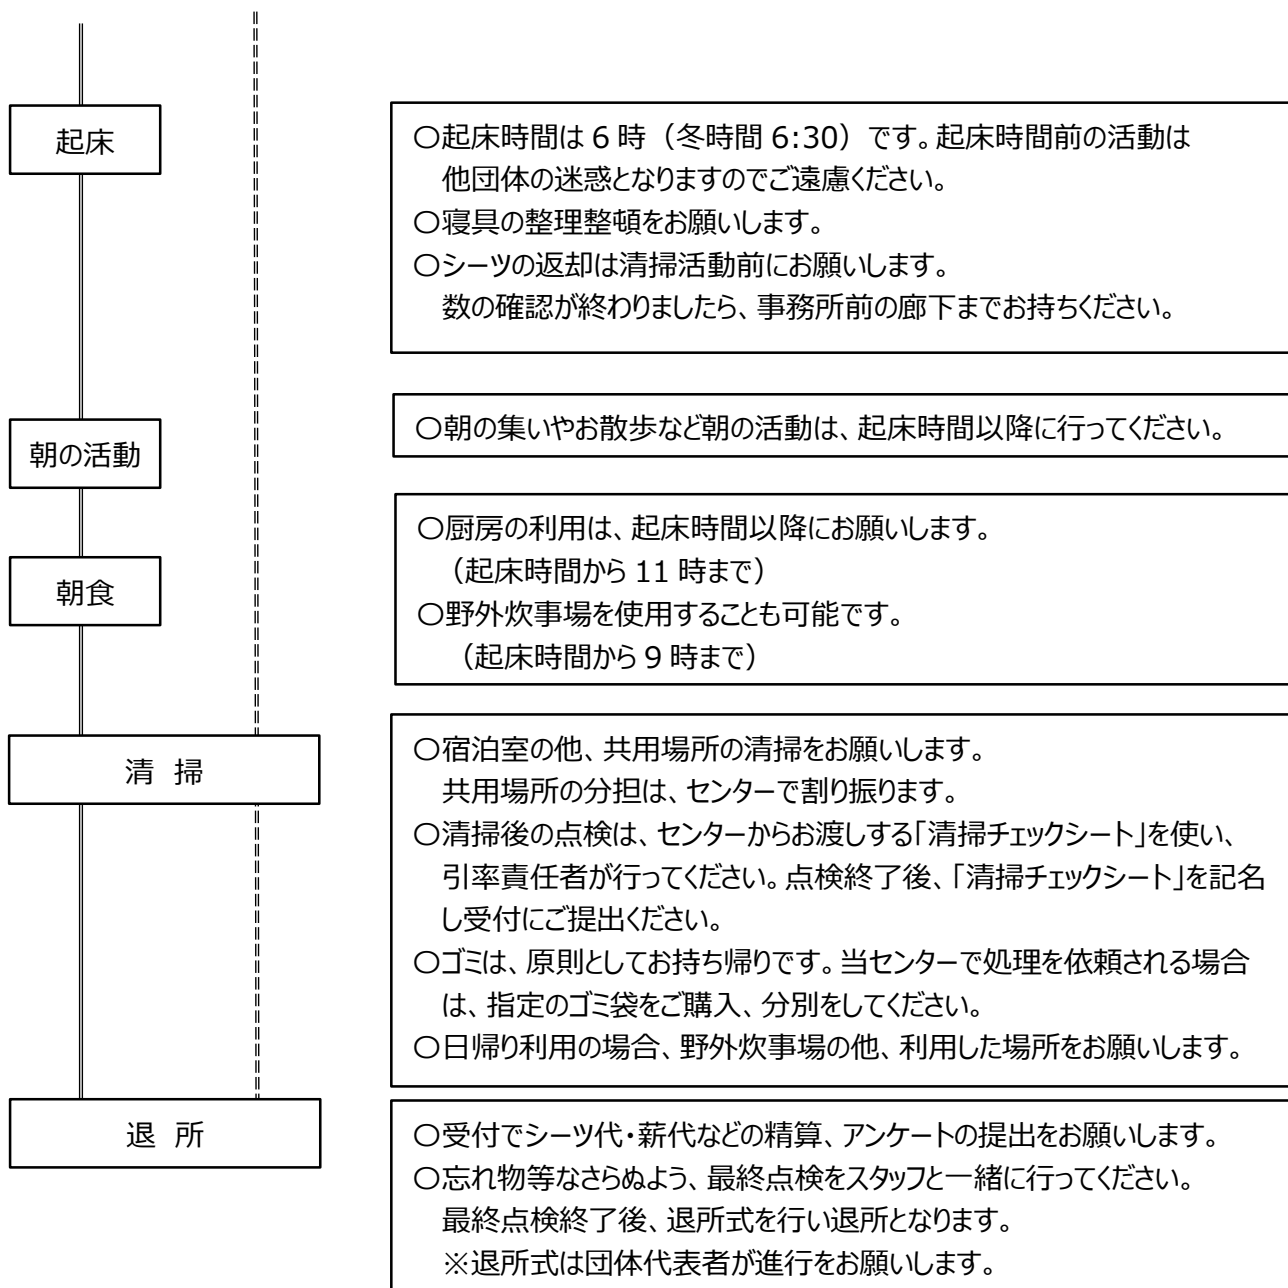 起床
〇起床時間は 6 時（冬時間 6:30）です。起床時間前の活動は
他団体の迷惑となりますのでご遠慮ください。
〇寝具の整理整頓をお願いします。
〇シーツの返却は清掃活動前にお願いします。
数の確認が終わりましたら、事務所前の廊下までお持ちください。
朝の活動
〇朝の集いやお散歩など朝の活動は、起床時間以降に行ってください。
朝食
〇厨房の利用は、起床時間以降にお願いします。
（起床時間から 11 時まで）
〇野外炊事場を使用することも可能です。
（起床時間から 9 時まで）
清 掃
〇宿泊室の他、共用場所の清掃をお願いします。
共用場所の分担は、センターで割り振ります。
〇清掃後の点検は、センターからお渡しする「清掃チェックシート」を使い、
引率責任者が行ってください。点検終了後、「清掃チェックシート」を記名
し受付にご提出ください。
〇ゴミは、原則としてお持ち帰りです。当センターで処理を依頼される場合
は、指定のゴミ袋をご購入、分別をしてください。
〇日帰り利用の場合、野外炊事場の他、利用した場所をお願いします。
退 所
〇受付でシーツ代・薪代などの精算、アンケートの提出をお願いします。
〇忘れ物等なさらぬよう、最終点検をスタッフと一緒に行ってください。
最終点検終了後、退所式を行い退所となります。
※退所式は団体代表者が進行をお願いします。